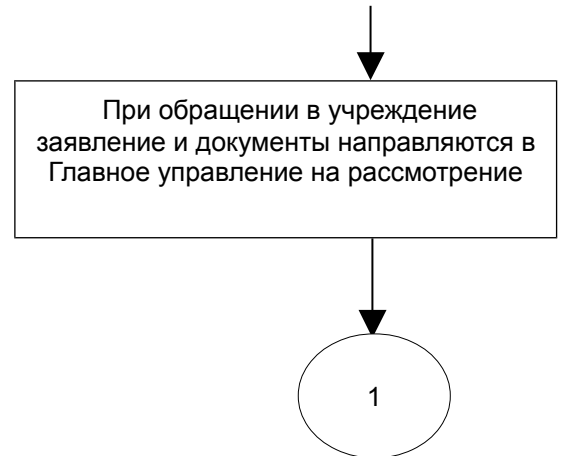 При обращении в учреждение
заявление и документы направляются в
Главное управление на рассмотрение
1